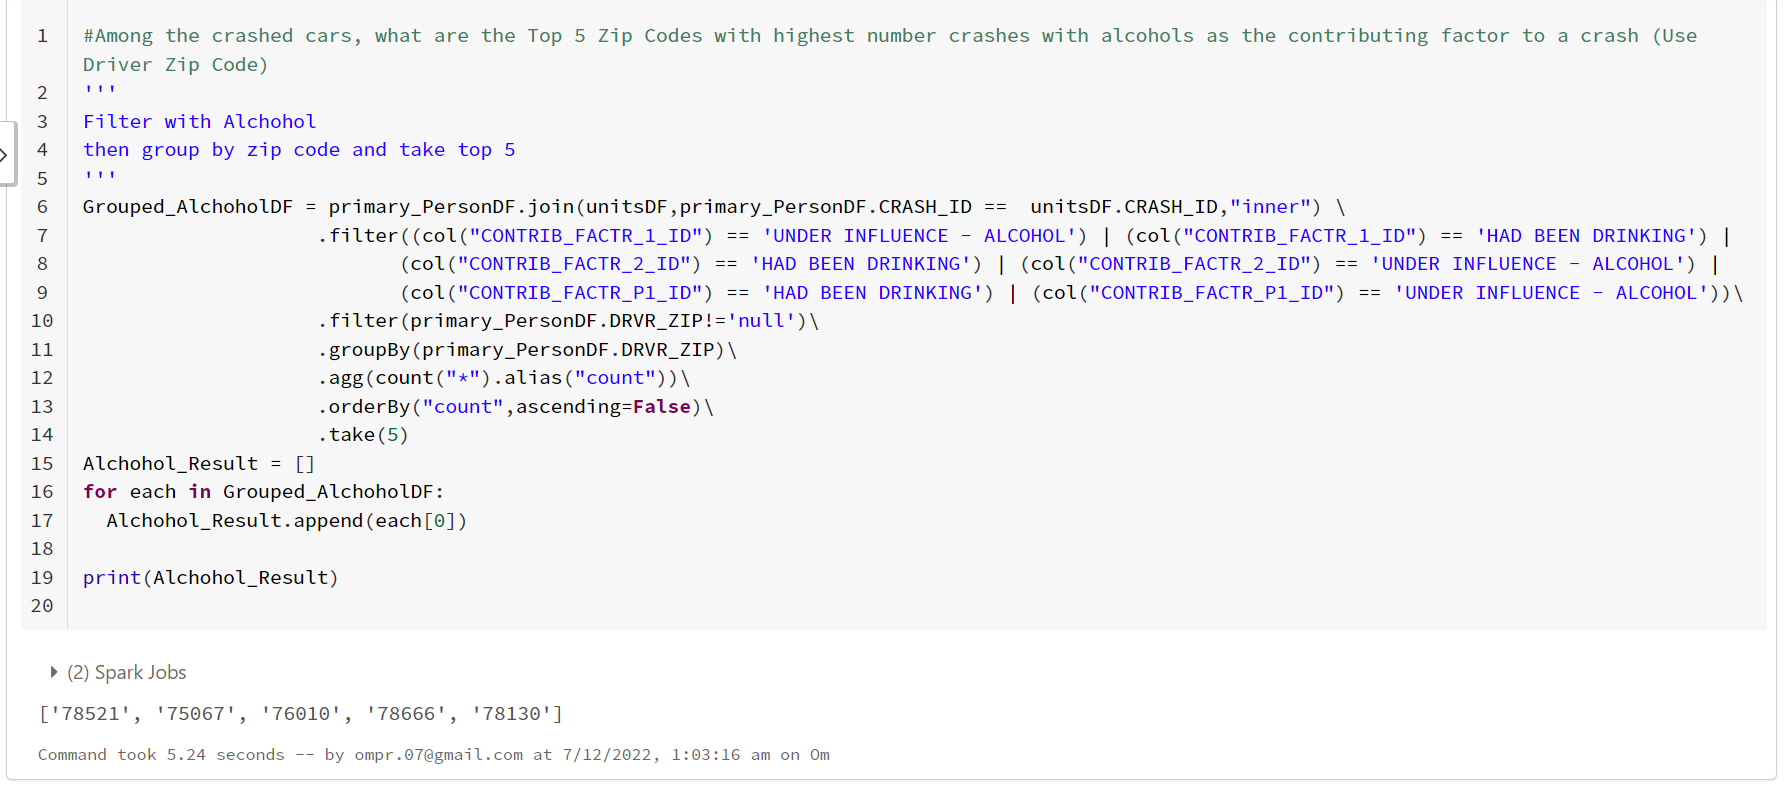 1 #Among the crashed cars, what are the Top 5 Zip Codes with highest number crashes with alcohols as the contributing factor to a crash (Use
Driver Zip Code)
2 '''
3 Filter with Alchohol
4 then group by zip code and take top 5
5 '''
6 Grouped_AlchoholDF = primary_PersonDF.join(unitsDF,primary_PersonDF.CRASH_ID ==  unitsDF.CRASH_ID,"inner") \
7                     .filter((col("CONTRIB_FACTR_1_ID") == 'UNDER INFLUENCE - ALCOHOL') | (col("CONTRIB_FACTR_1_ID") == 'HAD BEEN DRINKING') |
8                            (col("CONTRIB_FACTR_2_ID") == 'HAD BEEN DRINKING') | (col("CONTRIB_FACTR_2_ID") == 'UNDER INFLUENCE - ALCOHOL') |
9                            (col("CONTRIB_FACTR_P1_ID") == 'HAD BEEN DRINKING') | (col("CONTRIB_FACTR_P1_ID") == 'UNDER INFLUENCE - ALCOHOL'))\
10                     .filter(primary_PersonDF.DRVR_ZIP!='null')\
11                     .groupBy(primary_PersonDF.DRVR_ZIP)\
12                     .agg(count("*").alias("count"))\
13                     .orderBy("count",ascending=False)\
14                     .take(5)
15 Alchohol_Result = []
16 for each in Grouped_AlchoholDF:
17   Alchohol_Result.append(each[0])
18
19 print(Alchohol_Result)
20
(2) Spark Jobs
['78521', '75067', '76010', '78666', '78130']
Command took 5.24 seconds -- by ompr.07@gmail.com at 7/12/2022, 1:03:16 am on Om